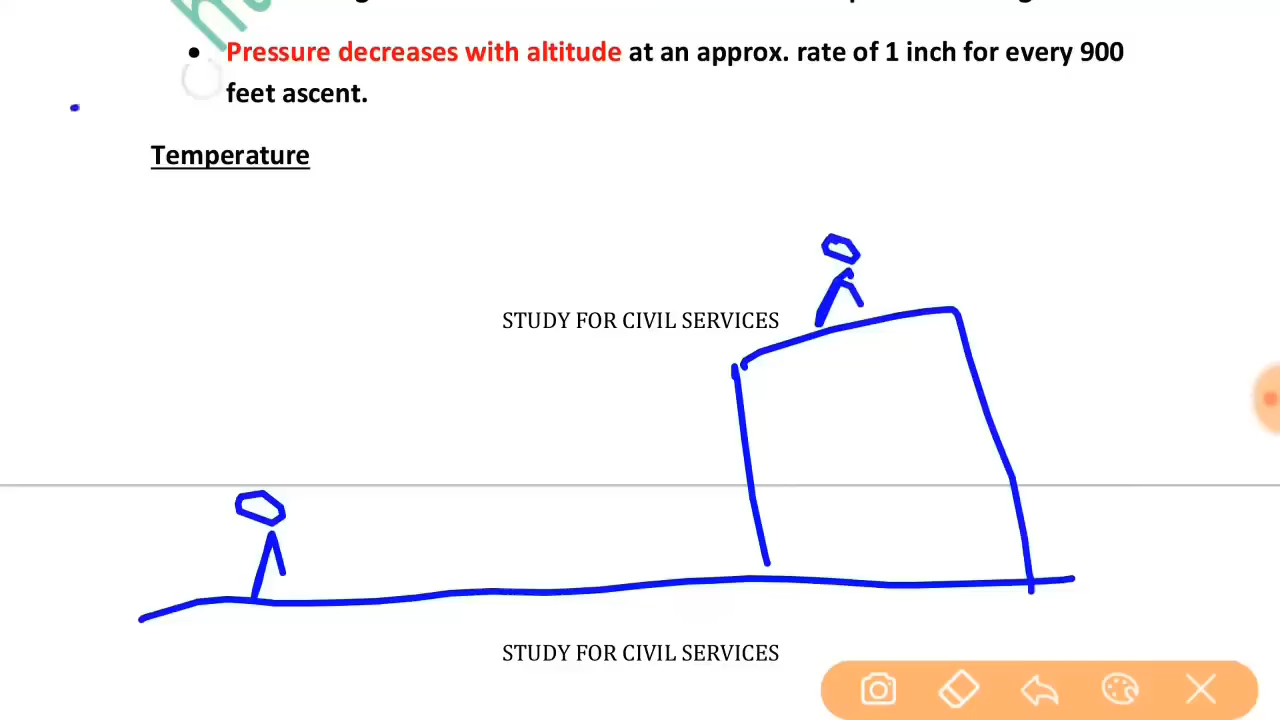 Pressure decreases with altitude at an approx. rate of 1 inch for every 900
feet ascent.
Temperature
STUDY FOR CIVIL SERVICES
STUDY FOR CIVIL SERVICES